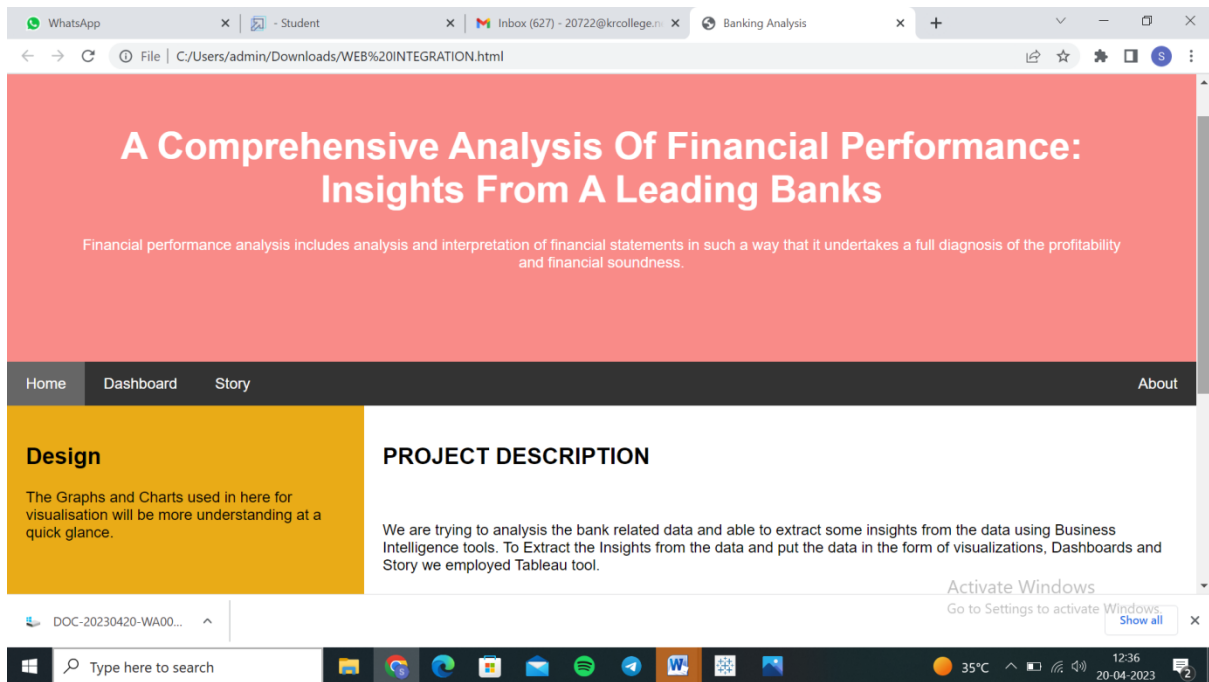 WhatsApp
- Student
Inbox (627) - 20722@krcollege.n
Banking Analysis
File | C:/Users/admin/Downloads/WEB%20INTEGRATION.html
S
A Comprehensive Analysis Of Financial Performance:
Insights From A Leading Banks
Financial performance analysis includes analysis and interpretation of financial statements in such a way that it undertakes a full diagnosis of the profitability
and financial soundness.
Home Dashboard Story About
Design
The Graphs and Charts used in here for
visualisation will be more understanding at a
quick glance.
PROJECT DESCRIPTION
We are trying to analysis the bank related data and able to extract some insights from the data using Business
Intelligence tools. To Extract the Insights from the data and put the data in the form of visualizations, Dashboards and
Story we employed Tableau tool.
Activate Windows
Go to Settings to activate Windows.
DOC-20230420-WA00...
Show all
Type here to search
35°C
12:36
20-04-2023
2